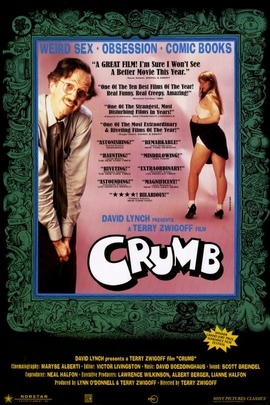 WEIRD SEX · OBSESSION · COMIC BOOKS
"A GREAT FILM! I'm Sure I Won't See
A Better Movie This Year."
"One Of The Ten Best Films Of The Year!
Real Funny. Real Creepy. Amazing!"
"One Of The Strangest, Most
Disturbing Films In Years!"
"One Of The Most Extraordinary
& Riveting Films Of The Year!"
"ASTONISHING!"
"REMARKABLE!"
"HAUNTING!"
"MINDBLOWING!"
"RIVETING!"
"EXTRAORDINARY!"
"ASTOUNDING!"
"MAGNIFICENT!"
"★★★★! HILARIOUS!"
DAVID LYNCH PRESENTS
A TERRY ZWIGOFF FILM
CRUMB
DAVID LYNCH presents a TERRY ZWIGOFF film "CRUMB"
Cinematography: MARYSE ALBERTI Editor: VICTOR LIVINGSTON Music: DAVID BOEDDINGHAUS Sound: SCOTT BREINDEL
Coproducer: NEAL HALFON Executive Producers: LAWRENCE WILKINSON, ALBERT BERGER, LIANNE HALFON
Produced by LYNN O'DONNELL & TERRY ZWIGOFF Directed by TERRY ZWIGOFF
NORSTAR
SONY PICTURES CLASSICS